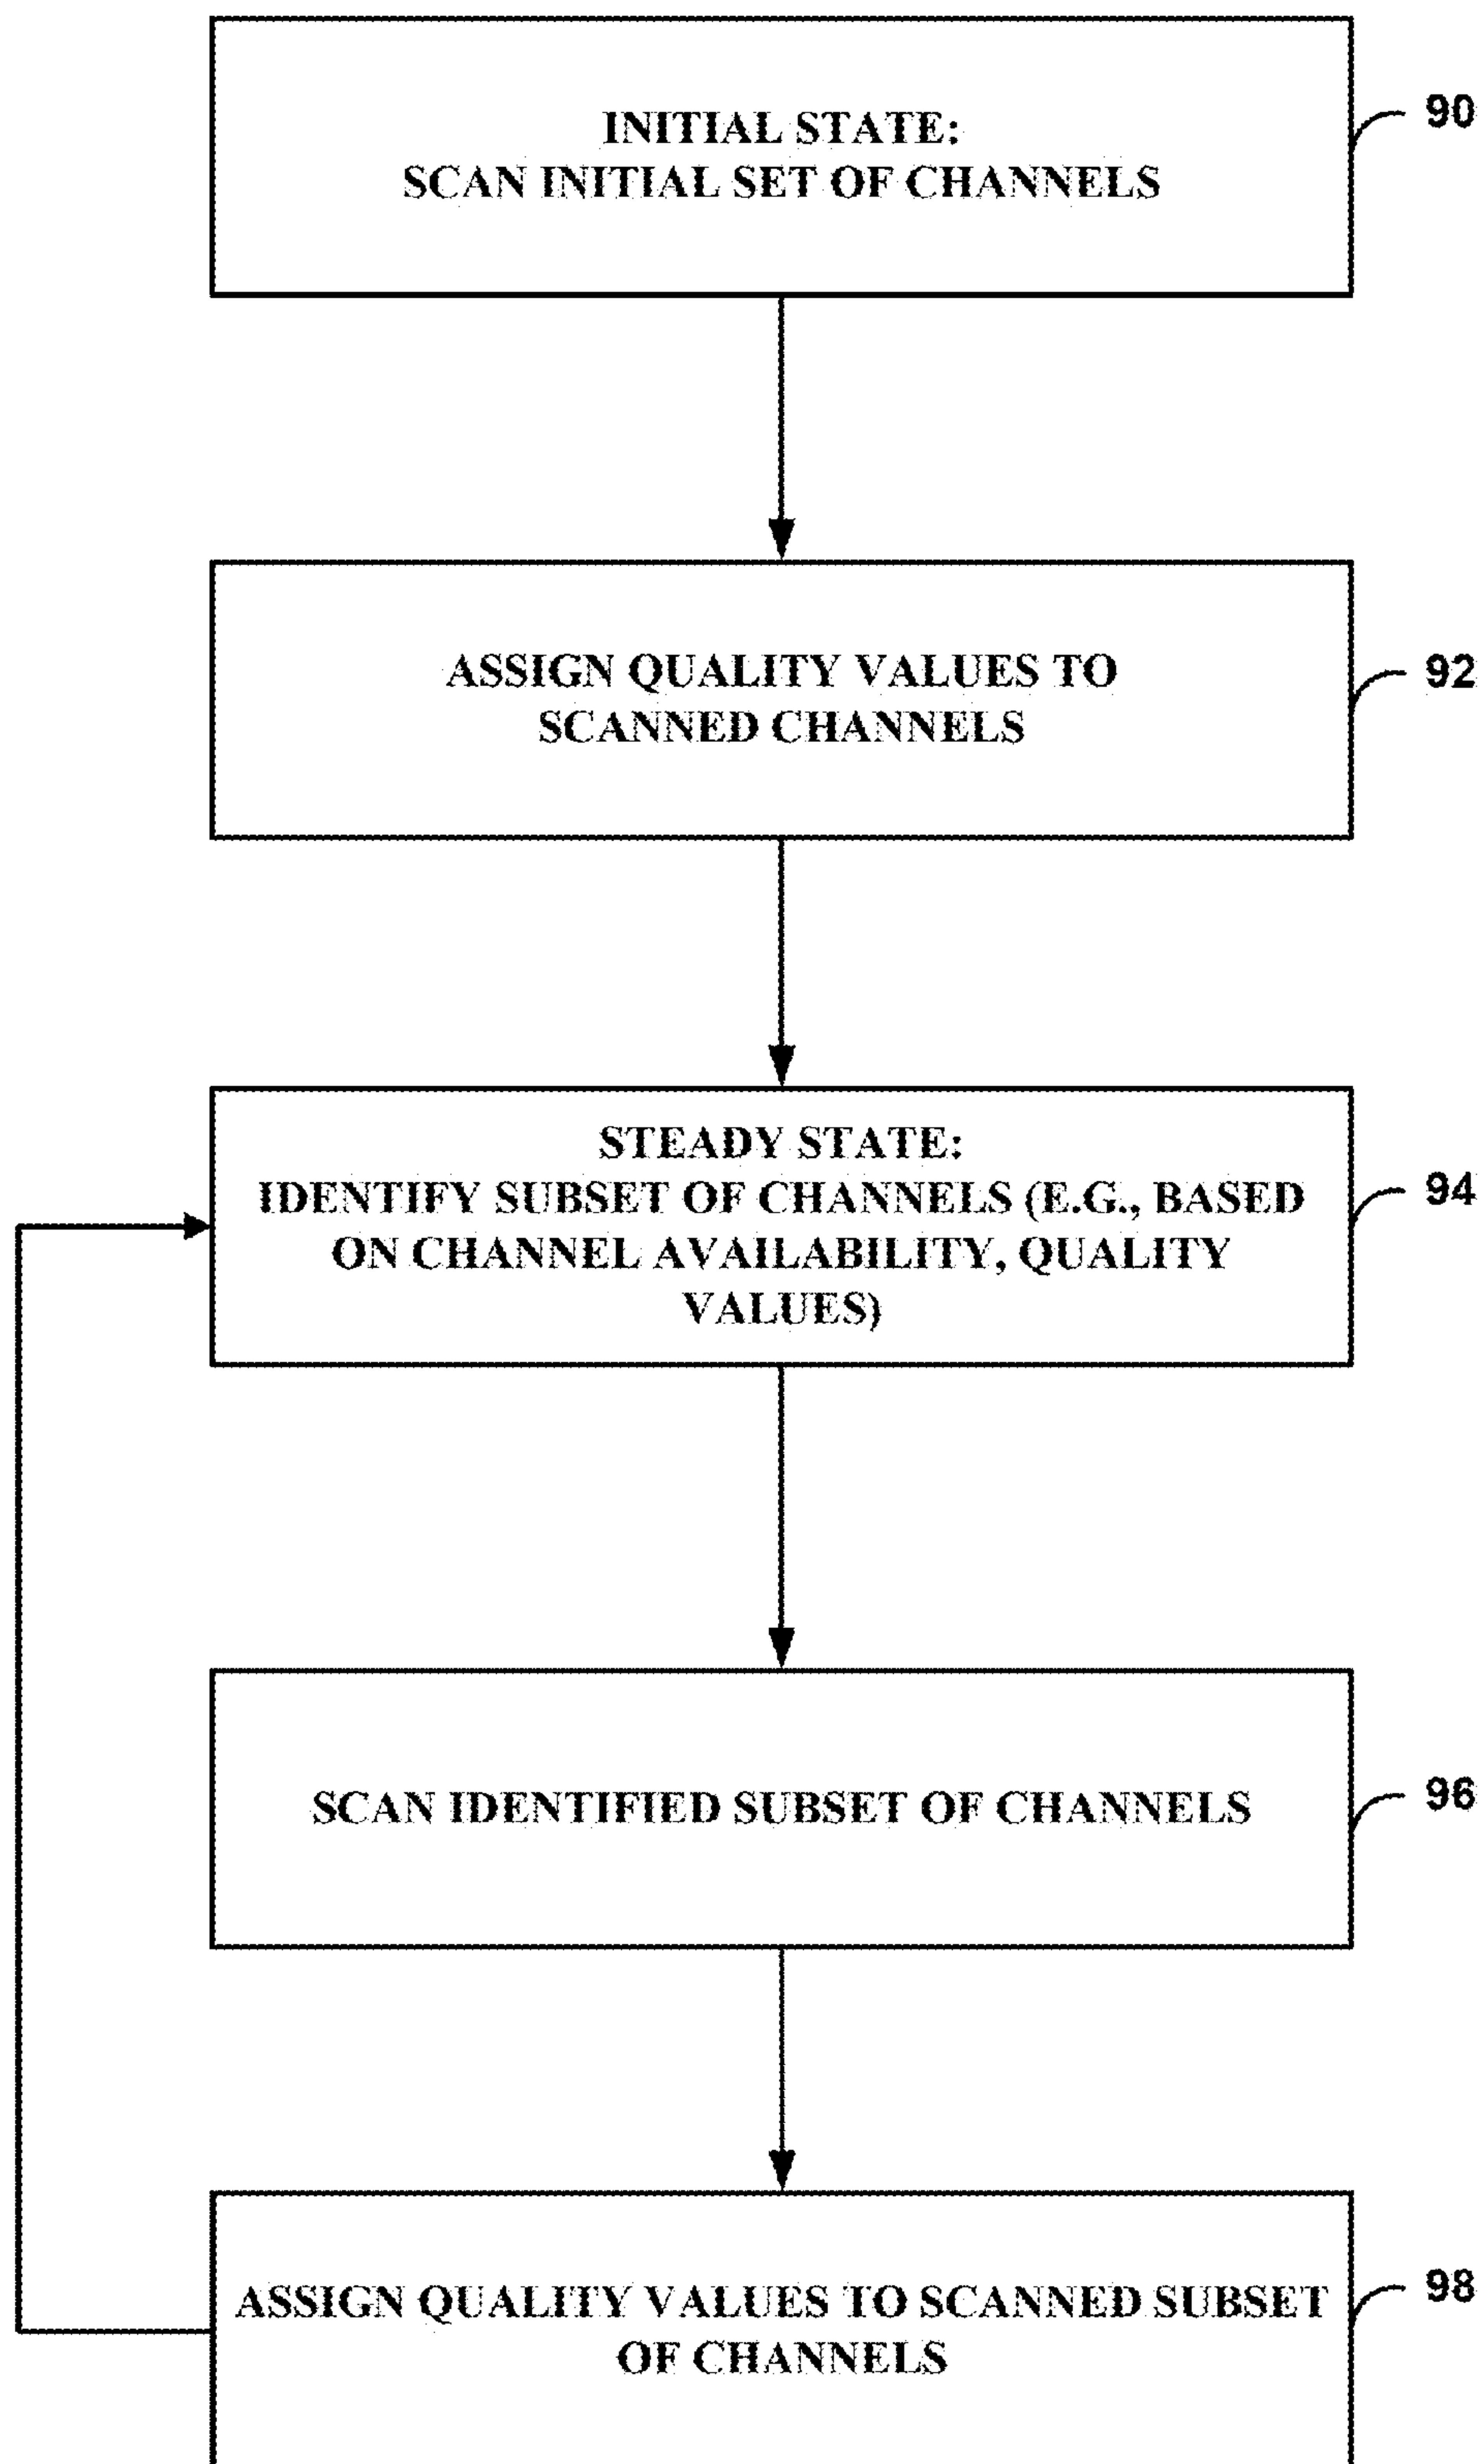 INITIAL STATE:
SCAN INITIAL SET OF CHANNELS
90
ASSIGN QUALITY VALUES TO
SCANNED CHANNELS
92
STEADY STATE:
IDENTIFY SUBSET OF CHANNELS (E.G., BASED
ON CHANNEL AVAILABILITY, QUALITY
VALUES)
94
SCAN IDENTIFIED SUBSET OF CHANNELS
96
ASSIGN QUALITY VALUES TO SCANNED SUBSET
OF CHANNELS
98